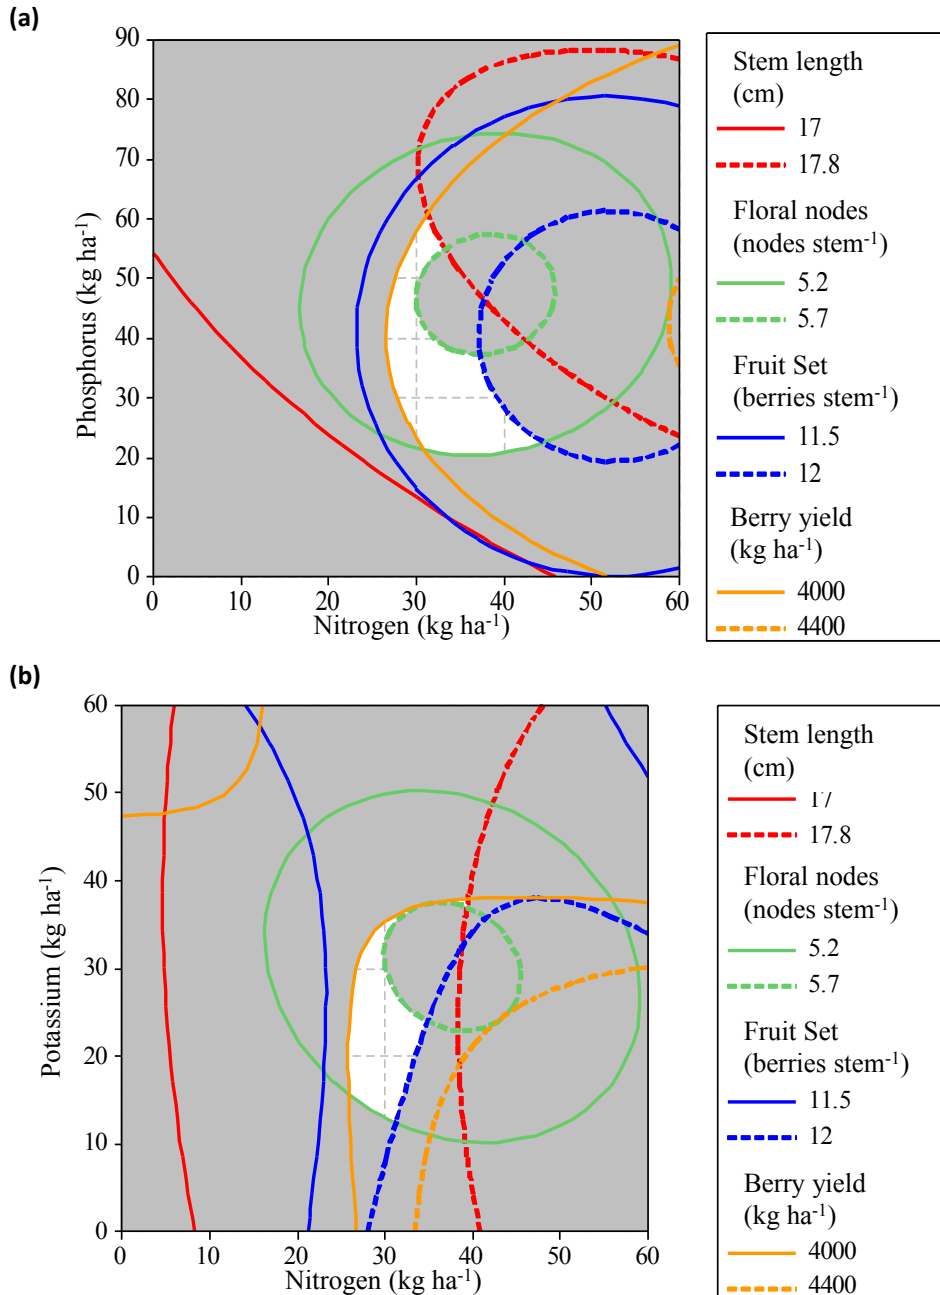 (a)
90
80
70
60
50
40
30
20
10
0
Phosphorus (kg ha-1)
0 10 20 30 40 50 60
Nitrogen (kg ha-1)
Stem length
(cm)
17
17.8
Floral nodes
(nodes stem-1)
5.2
5.7
Fruit Set
(berries stem-1)
11.5
12
Berry yield
(kg ha-1)
4000
4400
(b)
60
50
40
30
20
10
0
Potassium (kg ha-1)
0 10 20 30 40 50 60
Nitrogen (kg ha-1)
Stem length
(cm)
17
17.8
Floral nodes
(nodes stem-1)
5.2
5.7
Fruit Set
(berries stem-1)
11.5
12
Berry yield
(kg ha-1)
4000
4400